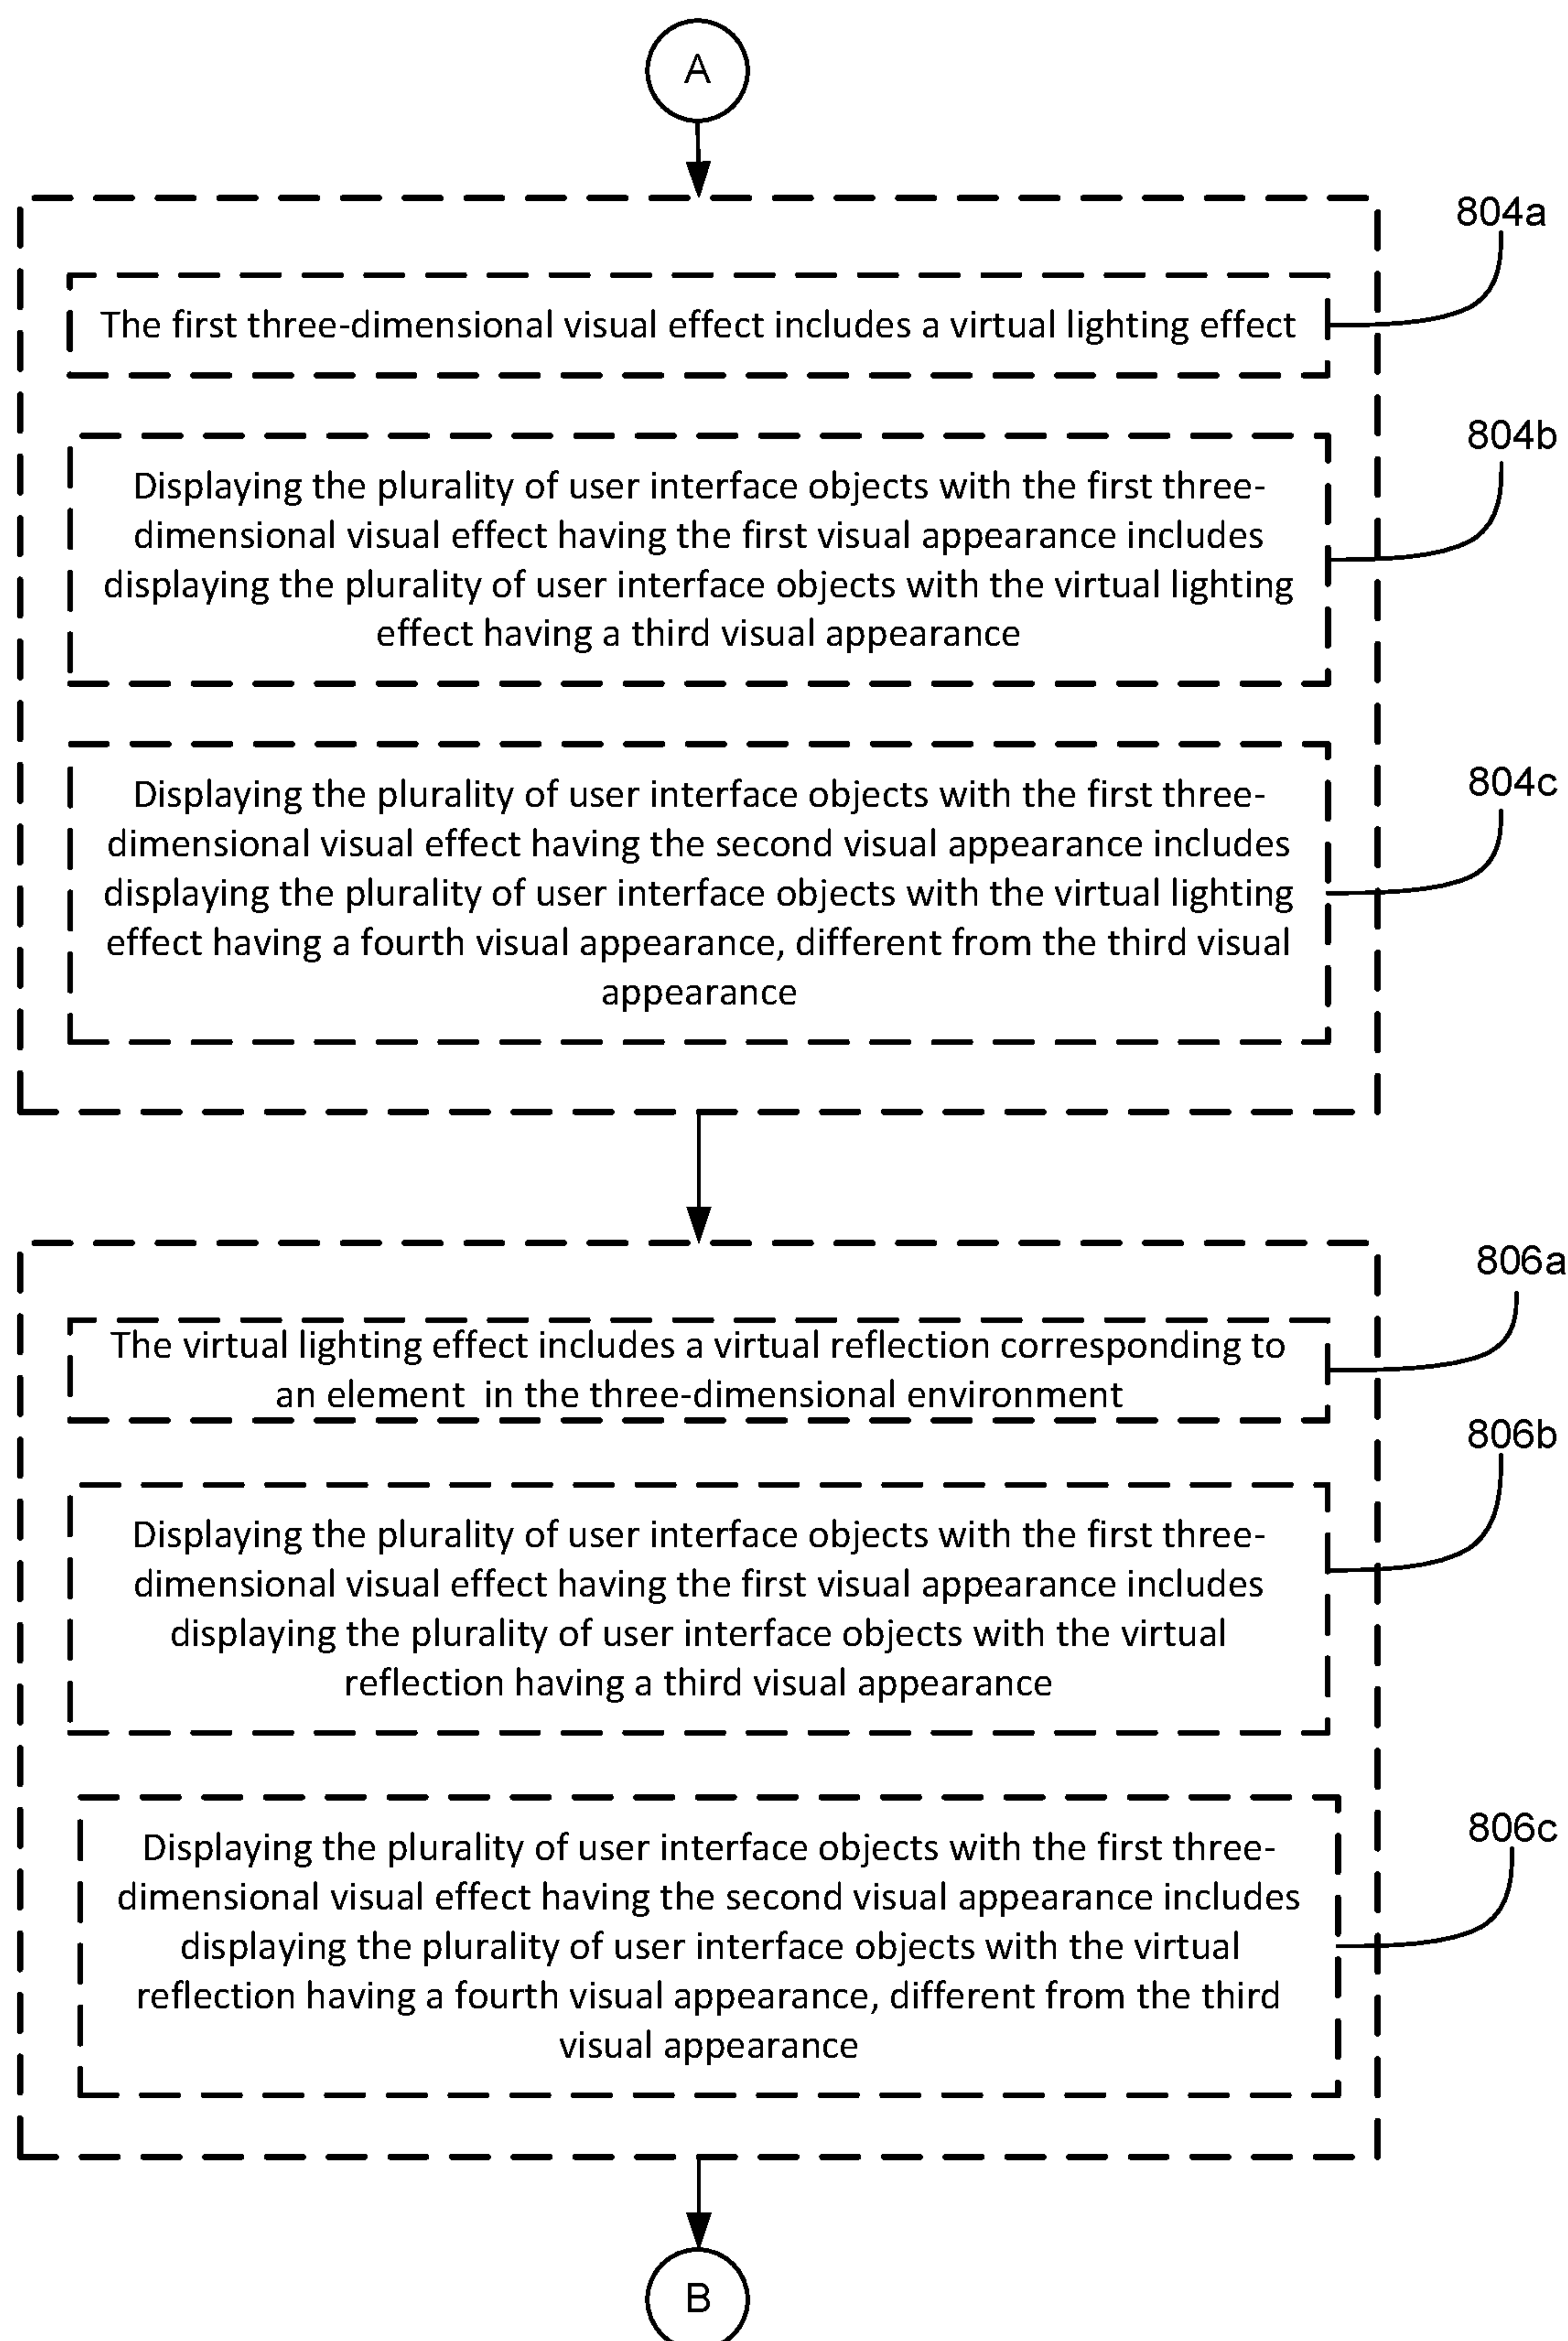 A
804a
The first three-dimensional visual effect includes a virtual lighting effect
804b
Displaying the plurality of user interface objects with the first three-
dimensional visual effect having the first visual appearance includes
displaying the plurality of user interface objects with the virtual lighting
effect having a third visual appearance
804c
Displaying the plurality of user interface objects with the first three-
dimensional visual effect having the second visual appearance includes
displaying the plurality of user interface objects with the virtual lighting
effect having a fourth visual appearance, different from the third visual
appearance
806a
The virtual lighting effect includes a virtual reflection corresponding to
an element in the three-dimensional environment
806b
Displaying the plurality of user interface objects with the first three-
dimensional visual effect having the first visual appearance includes
displaying the plurality of user interface objects with the virtual
reflection having a third visual appearance
806c
Displaying the plurality of user interface objects with the first three-
dimensional visual effect having the second visual appearance includes
displaying the plurality of user interface objects with the virtual
reflection having a fourth visual appearance, different from the third
visual appearance
B